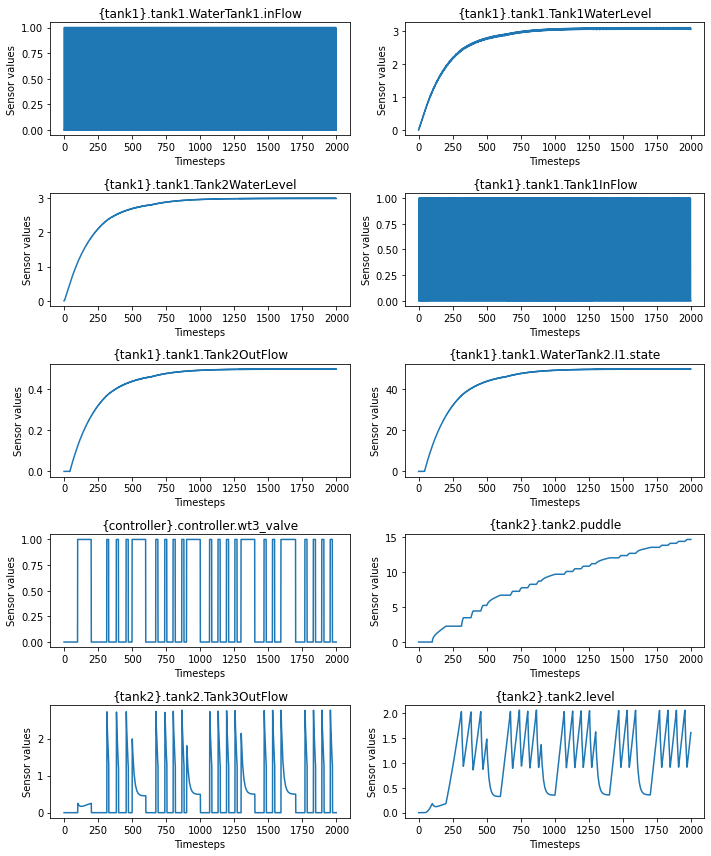 {tank1}.tank1.WaterTank1.inFlow
Sensor values
1.00
0.75
0.50
0.25
0.00
0 250 500 750 1000 1250 1500 1750 2000
Timesteps
{tank1}.tank1.Tank1WaterLevel
Sensor values
3
2
1
0
0 250 500 750 1000 1250 1500 1750 2000
Timesteps
{tank1}.tank1.Tank2WaterLevel
Sensor values
3
2
1
0
0 250 500 750 1000 1250 1500 1750 2000
Timesteps
{tank1}.tank1.Tank1InFlow
Sensor values
1.00
0.75
0.50
0.25
0.00
0 250 500 750 1000 1250 1500 1750 2000
Timesteps
{tank1}.tank1.Tank2OutFlow
Sensor values
0.4
0.2
0.0
0 250 500 750 1000 1250 1500 1750 2000
Timesteps
{tank1}.tank1.WaterTank2.I1.state
Sensor values
40
20
0
0 250 500 750 1000 1250 1500 1750 2000
Timesteps
{controller}.controller.wt3_valve
Sensor values
1.00
0.75
0.50
0.25
0.00
0 250 500 750 1000 1250 1500 1750 2000
Timesteps
{tank2}.tank2.puddle
Sensor values
15
10
5
0
0 250 500 750 1000 1250 1500 1750 2000
Timesteps
{tank2}.tank2.Tank3OutFlow
Sensor values
2
1
0
0 250 500 750 1000 1250 1500 1750 2000
Timesteps
{tank2}.tank2.level
Sensor values
2.0
1.5
1.0
0.5
0.0
0 250 500 750 1000 1250 1500 1750 2000
Timesteps